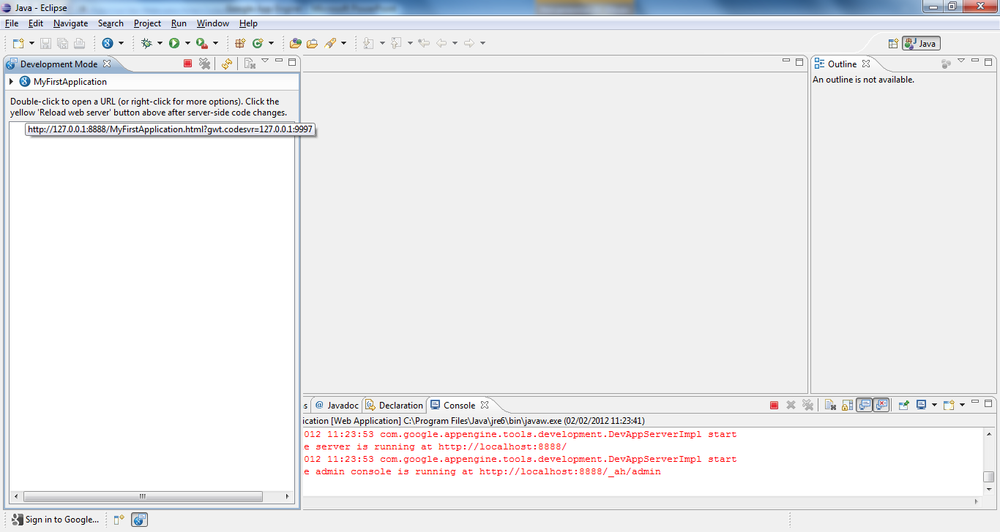 Java - Eclipse
File Edit Navigate Search Project Run Window Help
Java
Development Mode
MyFirstApplication
Double-click to open a URL (or right-click for more options). Click the
yellow 'Reload web server' button above after server-side code changes.
http://127.0.0.1:8888/MyFirstApplication.html?gwt.codesvr=127.0.0.1:9997
Outline
An outline is not available.
s @ Javadoc Declaration Console
ication [Web Application] C:\Program Files\Java\jre6\bin\javaw.exe (02/02/2012 11:23:41)
012 11:23:53 com.google.appengine.tools.development.DevAppServerImpl start
e server is running at http://localhost:8888/
012 11:23:53 com.google.appengine.tools.development.DevAppServerImpl start
e admin console is running at http://localhost:8888/_ah/admin
Sign in to Google...